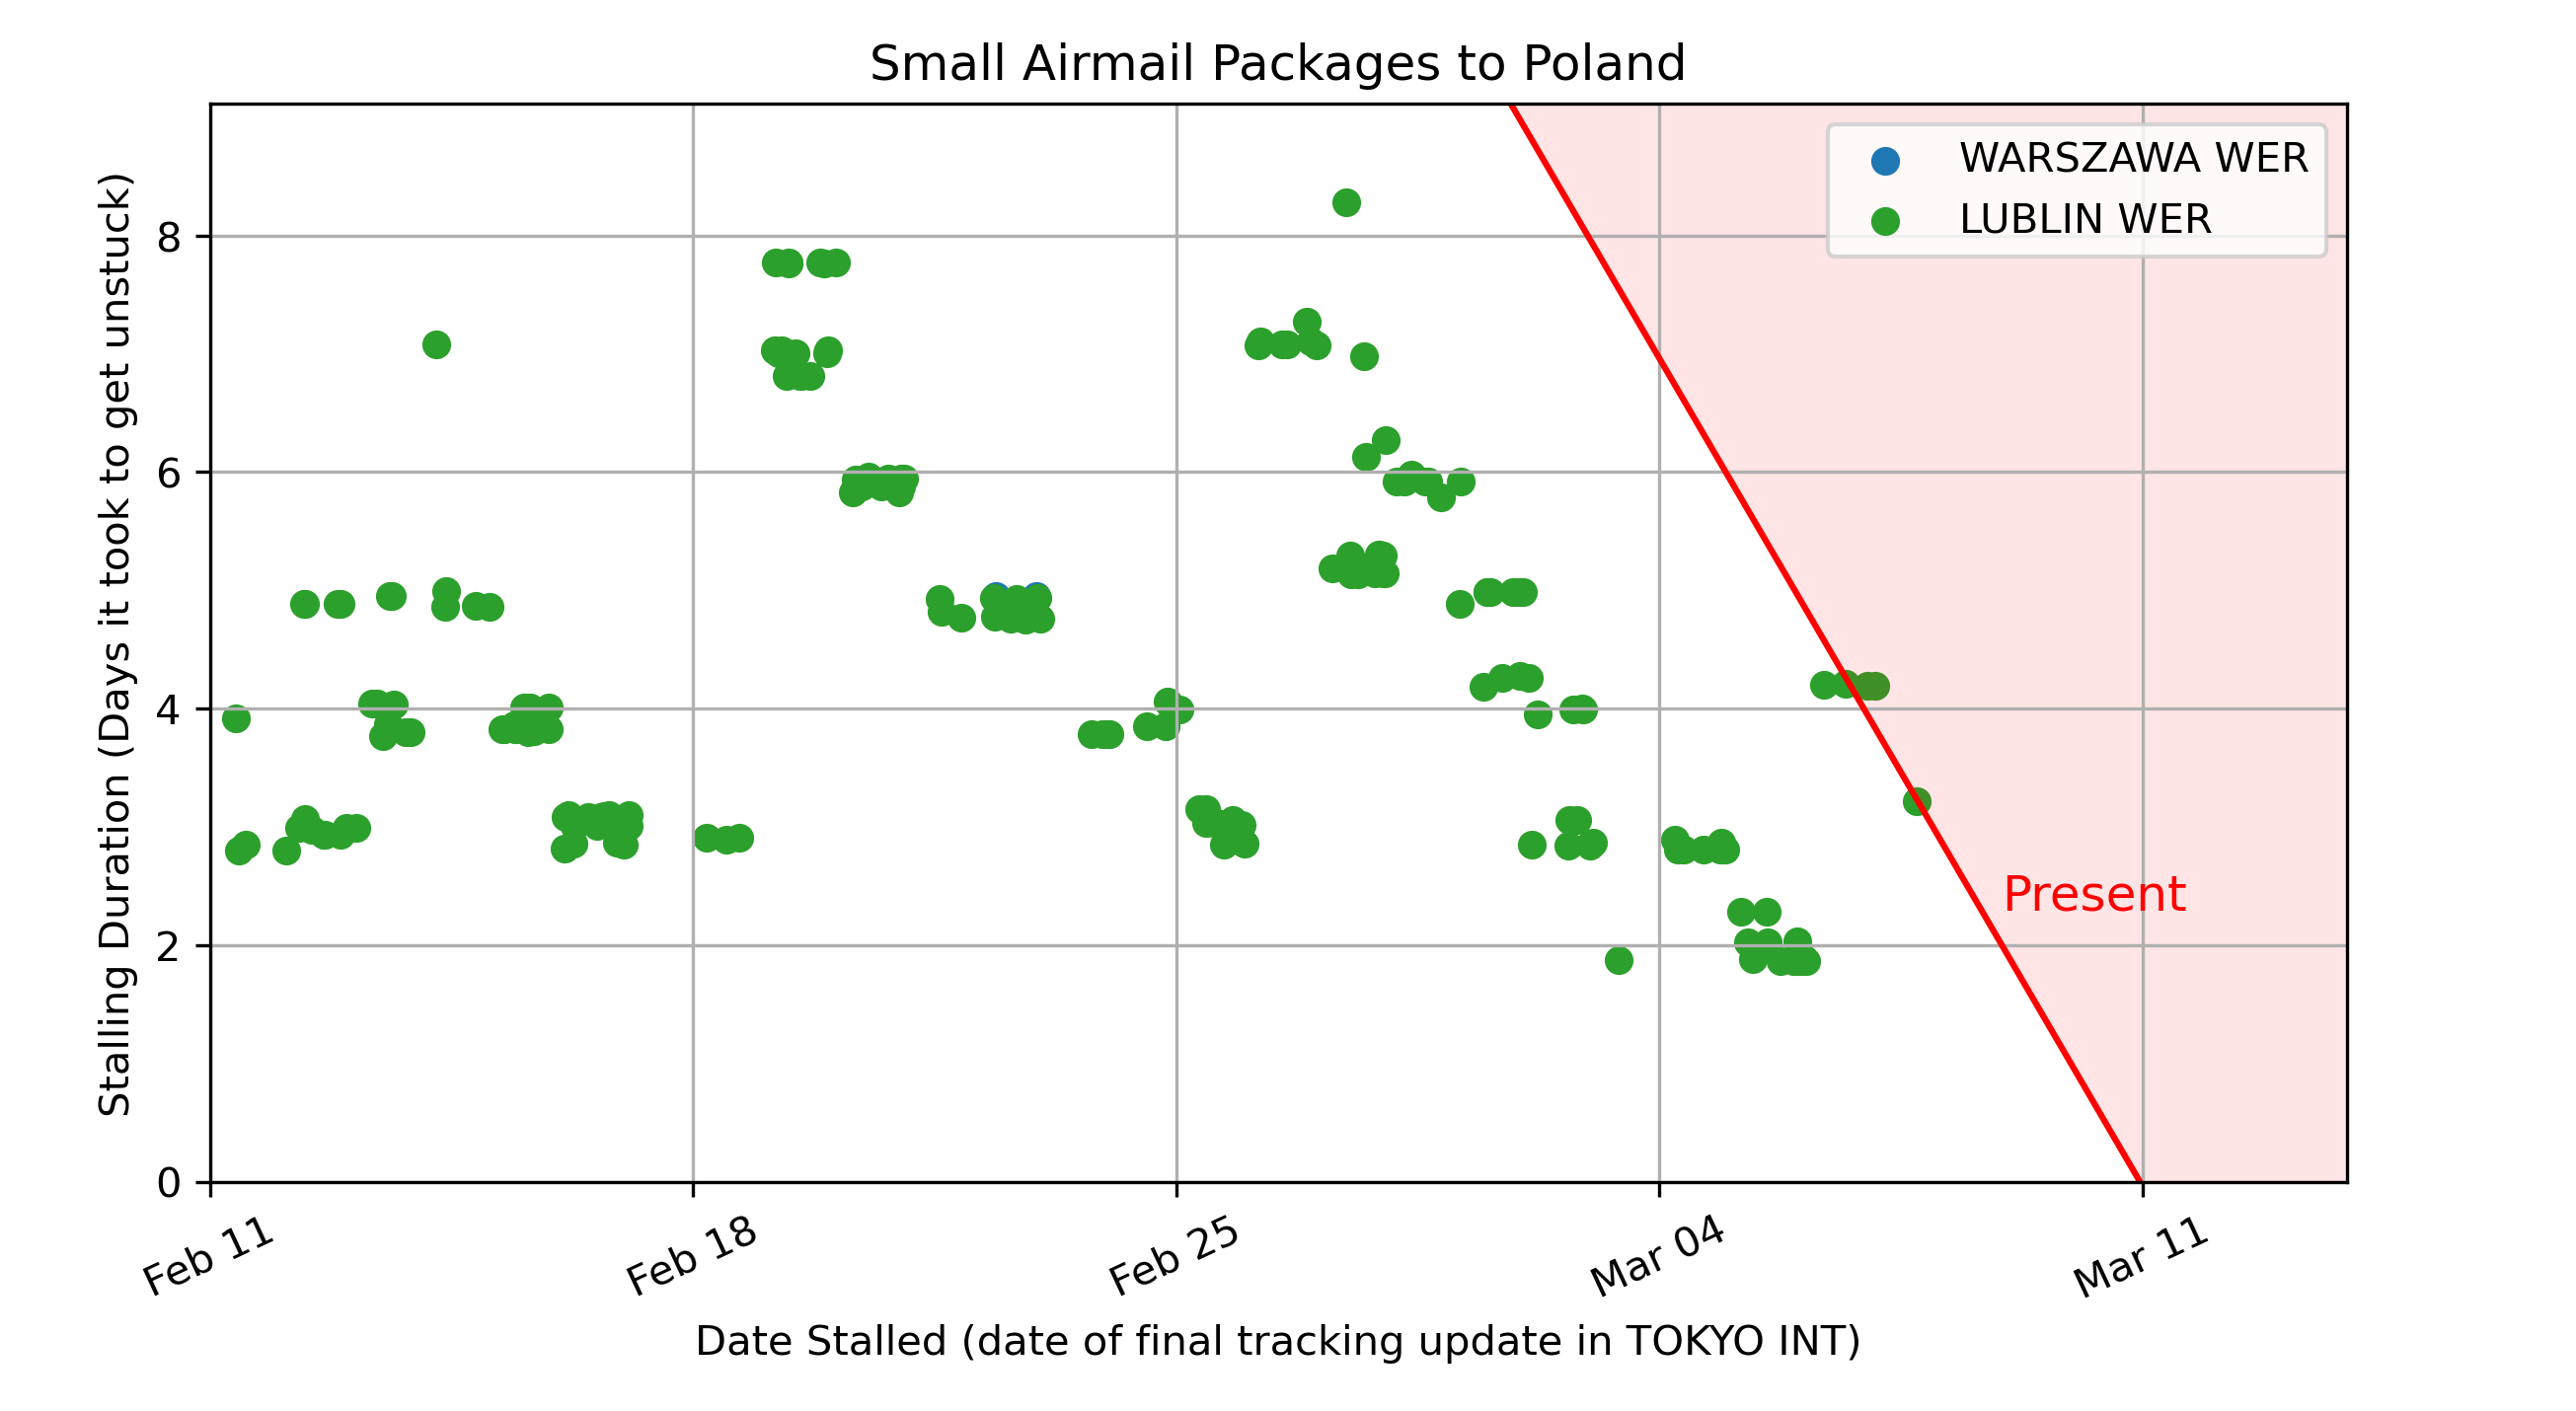 Small Airmail Packages to Poland
WARSZAWA WER
LUBLIN WER
Present
Stalling Duration (Days it took to get unstuck)
8
6
4
2
0
Feb 11
Feb 18
Feb 25
Mar 04
Mar 11
Date Stalled (date of final tracking update in TOKYO INT)